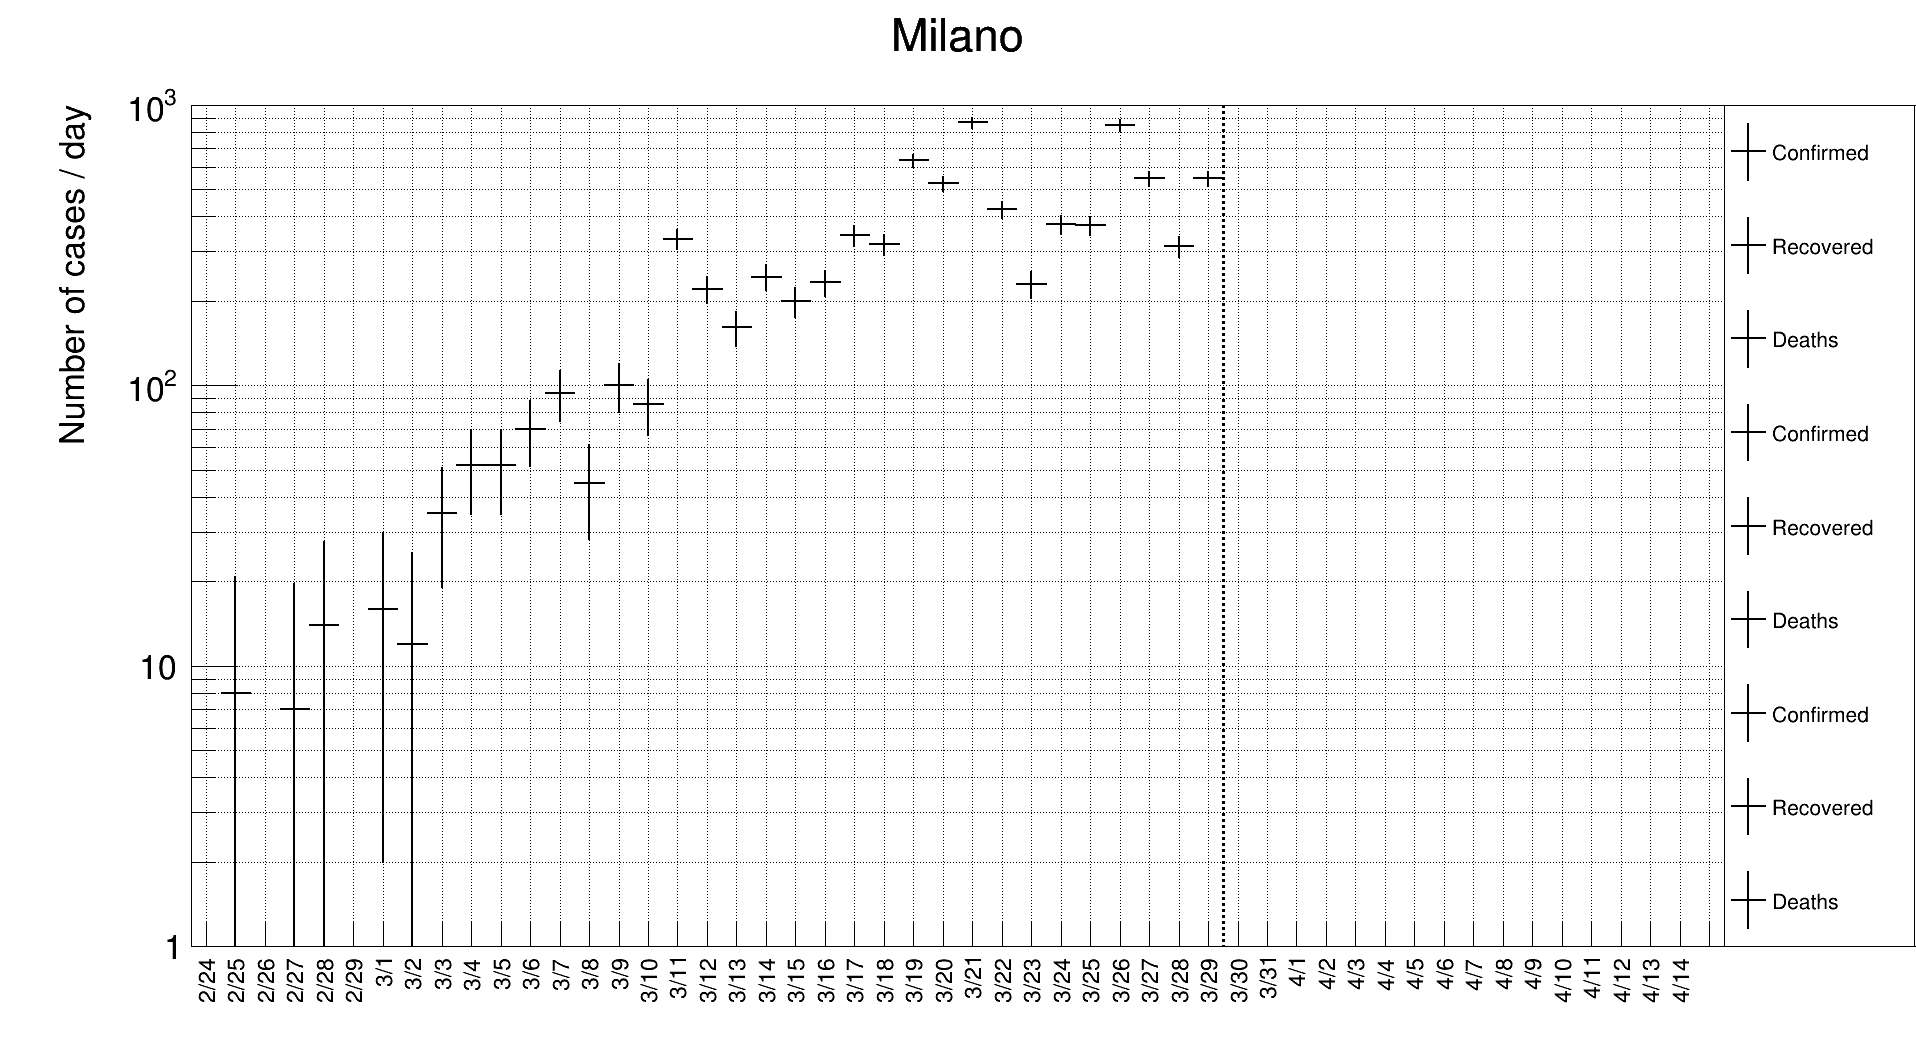 Milano
Number of cases / day
10³
10²
10
1
2/24 2/25 2/26 2/27 2/28 2/29 3/1 3/2 3/3 3/4 3/5 3/6 3/7 3/8 3/9 3/10 3/11 3/12 3/13 3/14 3/15 3/16 3/17 3/18 3/19 3/20 3/21 3/22 3/23 3/24 3/25 3/26 3/27 3/28 3/29 3/30 3/31 4/1 4/2 4/3 4/4 4/5 4/6 4/7 4/8 4/9 4/10 4/11 4/12 4/13 4/14
Confirmed
Recovered
Deaths
Confirmed
Recovered
Deaths
Confirmed
Recovered
Deaths